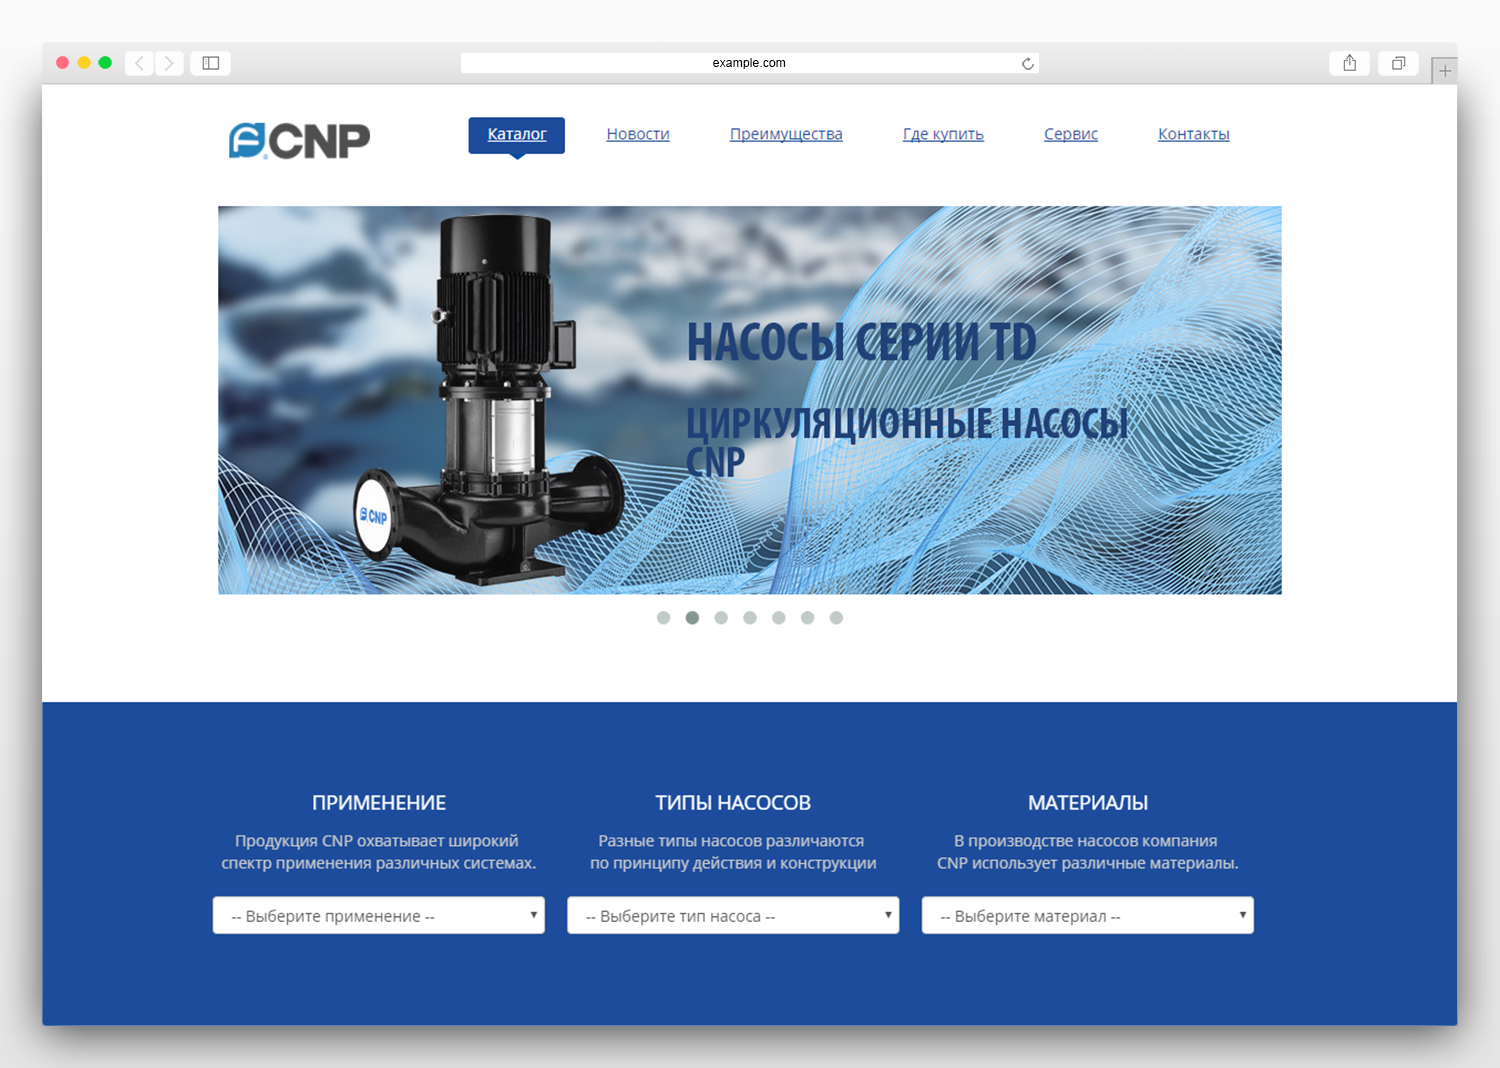 example.com
CNP
Каталог
Новости
Преимущества
Где купить
Сервис
Контакты
НАСОСЫ СЕРИИ TD
ЦИРКУЛЯЦИОННЫЕ НАСОСЫ
CNP
CNP
ПРИМЕНЕНИЕ
Продукция CNP охватывает широкий
спектр применения различных системах.
-- Выберите применение --
ТИПЫ НАСОСОВ
Разные типы насосов различаются
по принципу действия и конструкции
-- Выберите тип насоса --
МАТЕРИАЛЫ
В производстве насосов компания
CNP использует различные материалы.
-- Выберите материал --